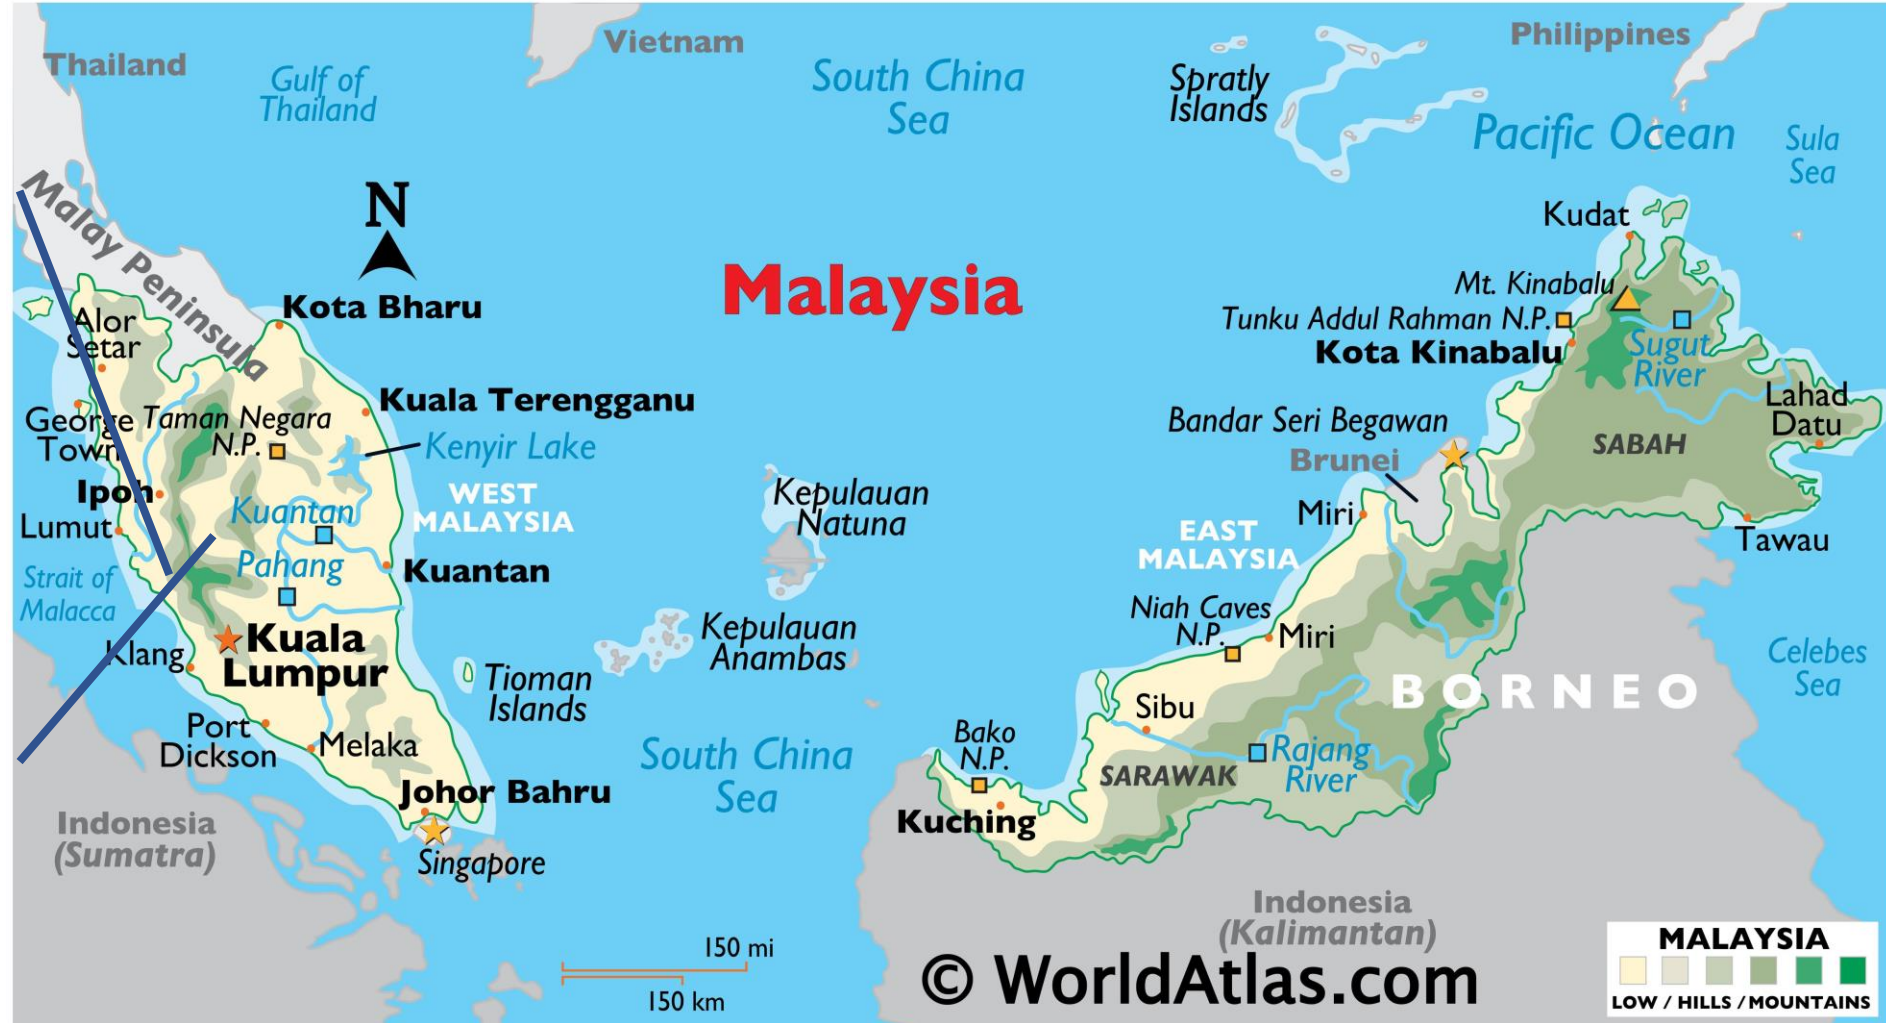 Thailand
Vietnam
Philippines
Gulf of
Thailand
South China
Sea
Spratly
Islands
Pacific Ocean
Sula
Sea
Malay Peninsula
N
Kudat
Malaysia
Mt. Kinabalu
Kota Bharu
Alor
Setar
Tunku Addul Rahman N.P.
Kota Kinabalu
Sugut
River
Kuala Terengganu
George
Town
Taman Negara
N.P.
Kenyir Lake
Bandar Seri Begawan
Brunei
SABAH
Lahad
Datu
Ipoh
Lumut
Kuantan
WEST
MALAYSIA
Kepulauan
Natuna
EAST
MALAYSIA
Miri
Tawau
Strait of
Malacca
Pahang
Kuantan
Niah Caves
N.P.
Miri
Kuala
Lumpur
Klang
Kepulauan
Anambas
Celebes
Sea
Tioman
Islands
BORNEO
Port
Dickson
Melaka
South China
Sea
Bako
N.P.
Sibu
SARAWAK
Rajang
River
Johor Bahru
Kuching
Indonesia
(Sumatra)
Singapore
Indonesia
(Kalimantan)
150 mi
150 km
© WorldAtlas.com
MALAYSIA
LOW / HILLS / MOUNTAINS